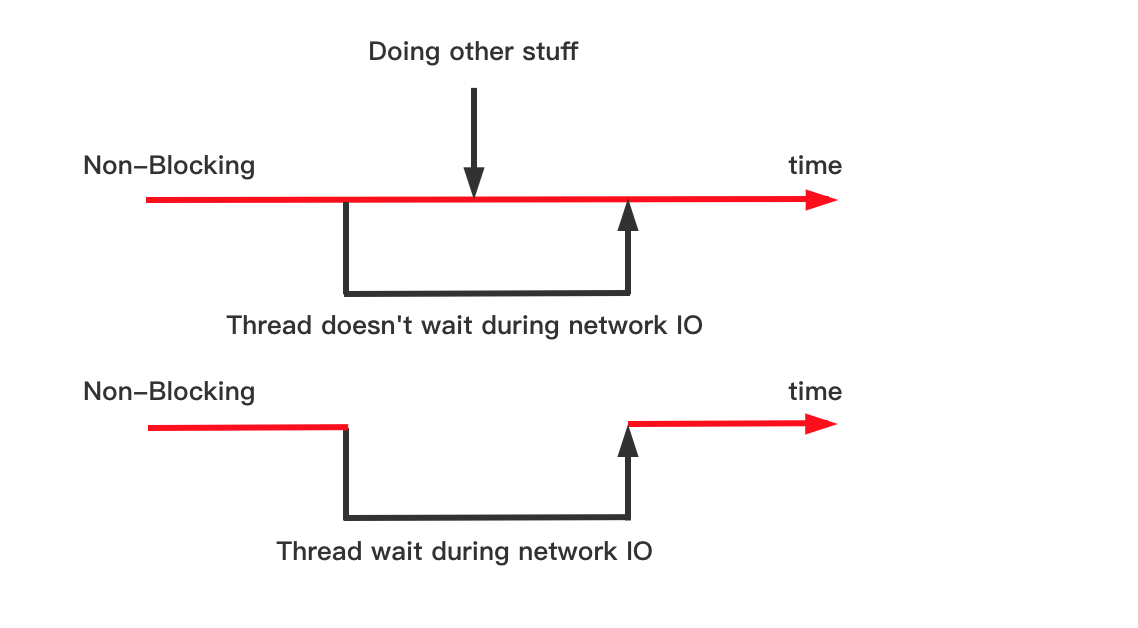 Doing other stuff
Non–Blocking
time
Thread doesn't wait during network IO
Non–Blocking
time
Thread wait during network IO